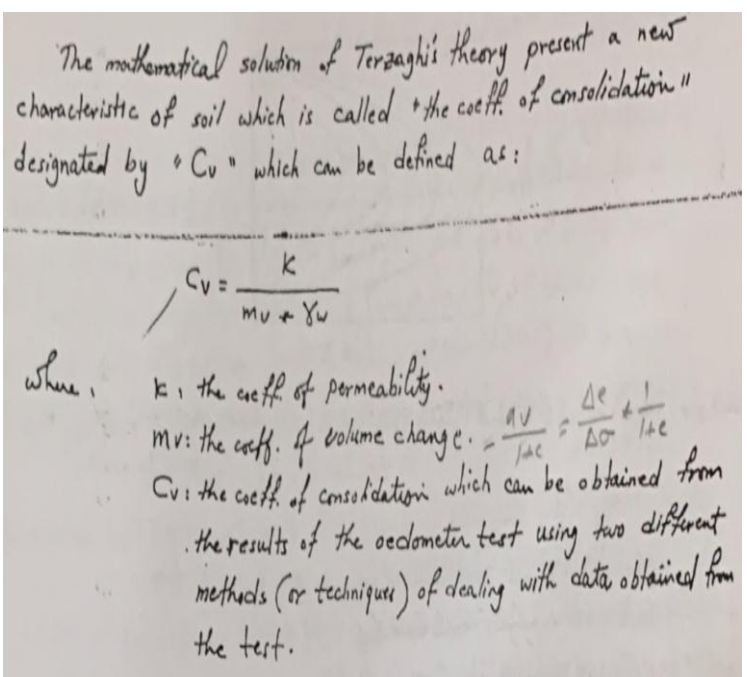 The mathematical solution of Terzaghi's theory present a new
characteristic of soil which is called "the coeff. of consolidation"
designated by "Cv" which can be defined as:
Cv = k / mv * γw
where, k, the coeff. of permeability.
mv: the coeff. of volume change. = av / 1+e = Δe / Δσ * 1 / 1+e
Cv: the coeff. of consolidation which can be obtained from
the results of the oedometer test using two different
methods (or techniques) of dealing with data obtained from
the test.